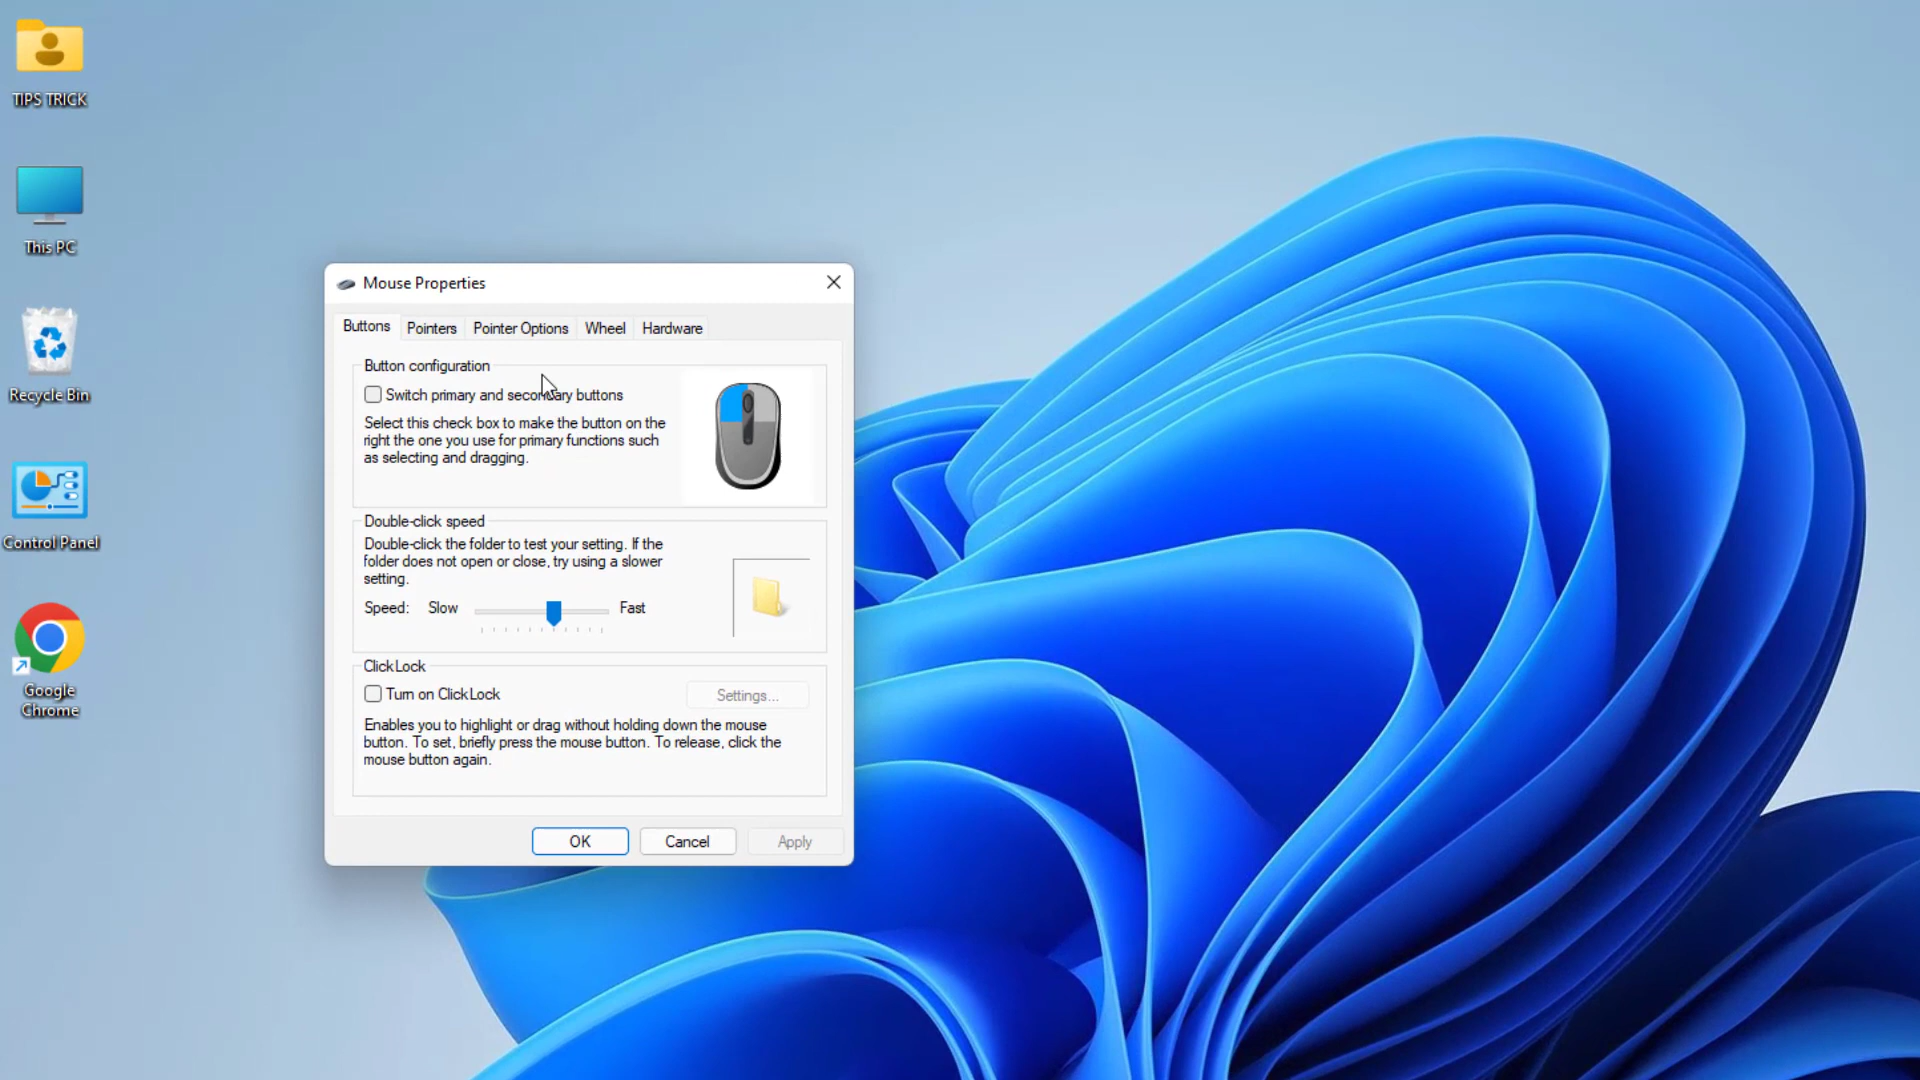 TIPS TRICK
This PC
Recycle Bin
Control Panel
Google
Chrome
Mouse Properties
Buttons Pointers Pointer Options Wheel Hardware
Button configuration
Switch primary and secondary buttons
Select this check box to make the button on the
right the one you use for primary functions such
as selecting and dragging.
Double-click speed
Double-click the folder to test your setting. If the
folder does not open or close, try using a slower
setting.
Speed: Slow Fast
ClickLock
Turn on ClickLock
Settings...
Enables you to highlight or drag without holding down the mouse
button. To set, briefly press the mouse button. To release, click the
mouse button again.
OK Cancel Apply